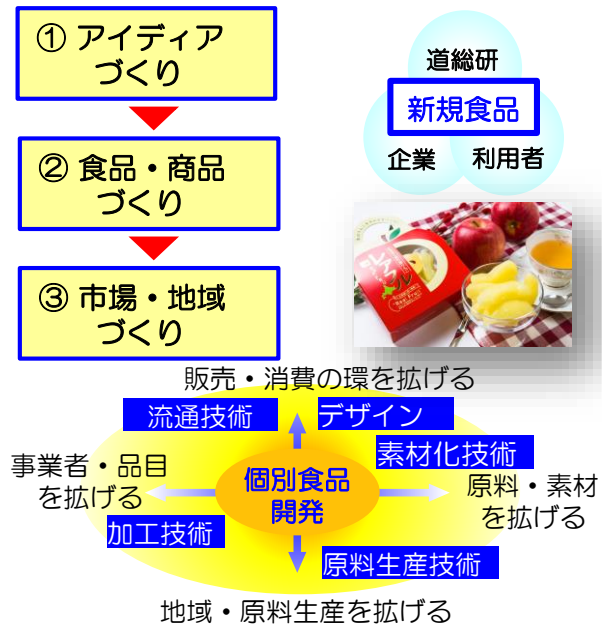 ① アイディア
づくり
② 食品・商品
づくり
③ 市場・地域
づくり
道総研
新規食品
企業
利用者
販売・消費の環を拡げる
流通技術
デザイン
素材化技術
事業者・品目
を拡げる
個別食品
開発
原料・素材
を拡げる
加工技術
原料生産技術
地域・原料生産を拡げる